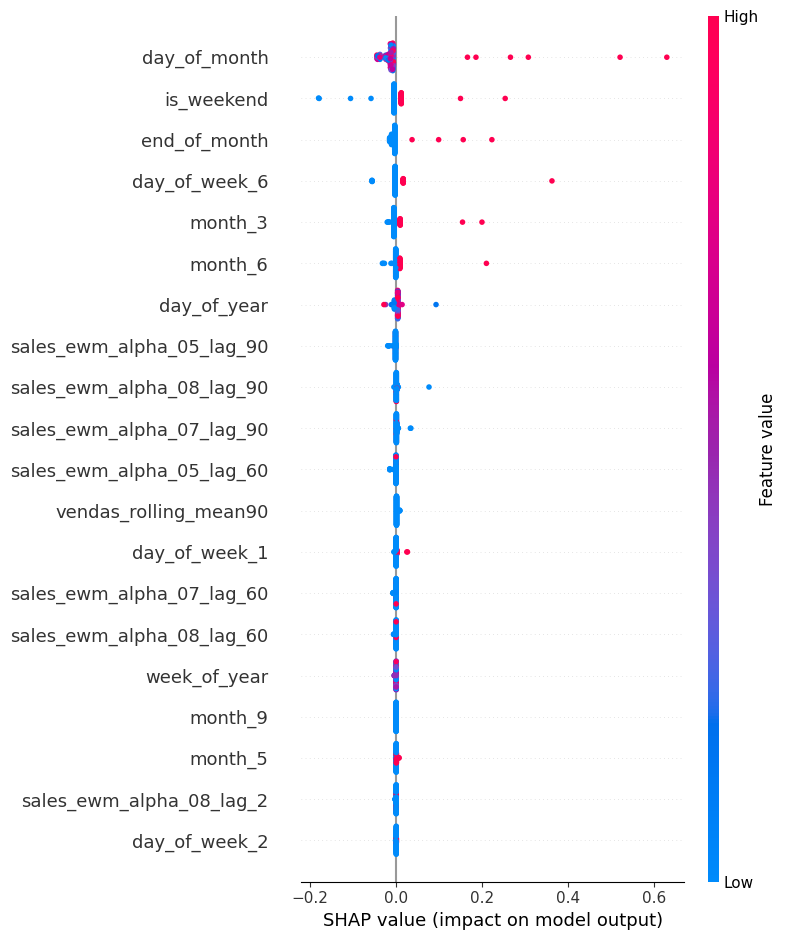 High
day_of_month
is_weekend
end_of_month
day_of_week_6
month_3
month_6
day_of_year
sales_ewm_alpha_05_lag_90
sales_ewm_alpha_08_lag_90
sales_ewm_alpha_07_lag_90
sales_ewm_alpha_05_lag_60
vendas_rolling_mean90
day_of_week_1
sales_ewm_alpha_07_lag_60
sales_ewm_alpha_08_lag_60
week_of_year
month_9
month_5
sales_ewm_alpha_08_lag_2
day_of_week_2
Feature value
Low
−0.2 0.0 0.2 0.4 0.6
SHAP value (impact on model output)